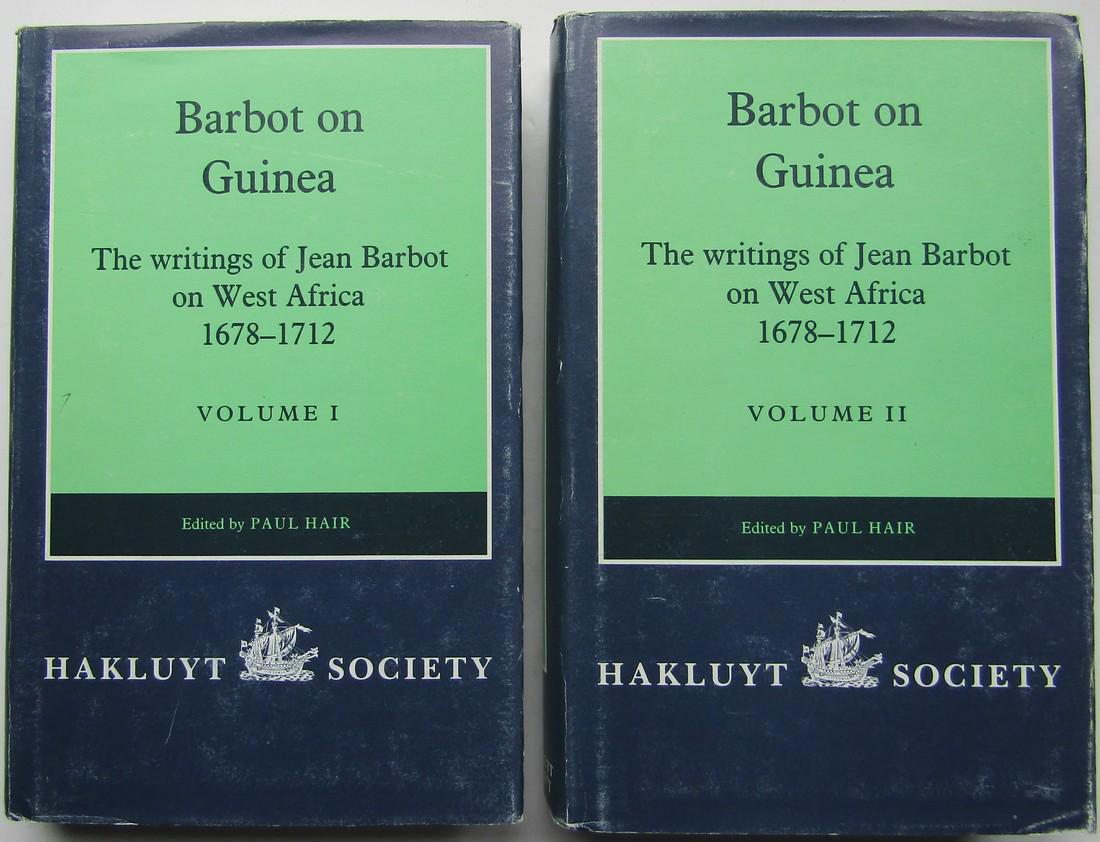 Barbot on
Guinea
The writings of Jean Barbot
on West Africa
1678–1712
VOLUME I
Edited by PAUL HAIR
HAKLUYT SOCIETY
Barbot on
Guinea
The writings of Jean Barbot
on West Africa
1678–1712
VOLUME II
Edited by PAUL HAIR
HAKLUYT SOCIETY